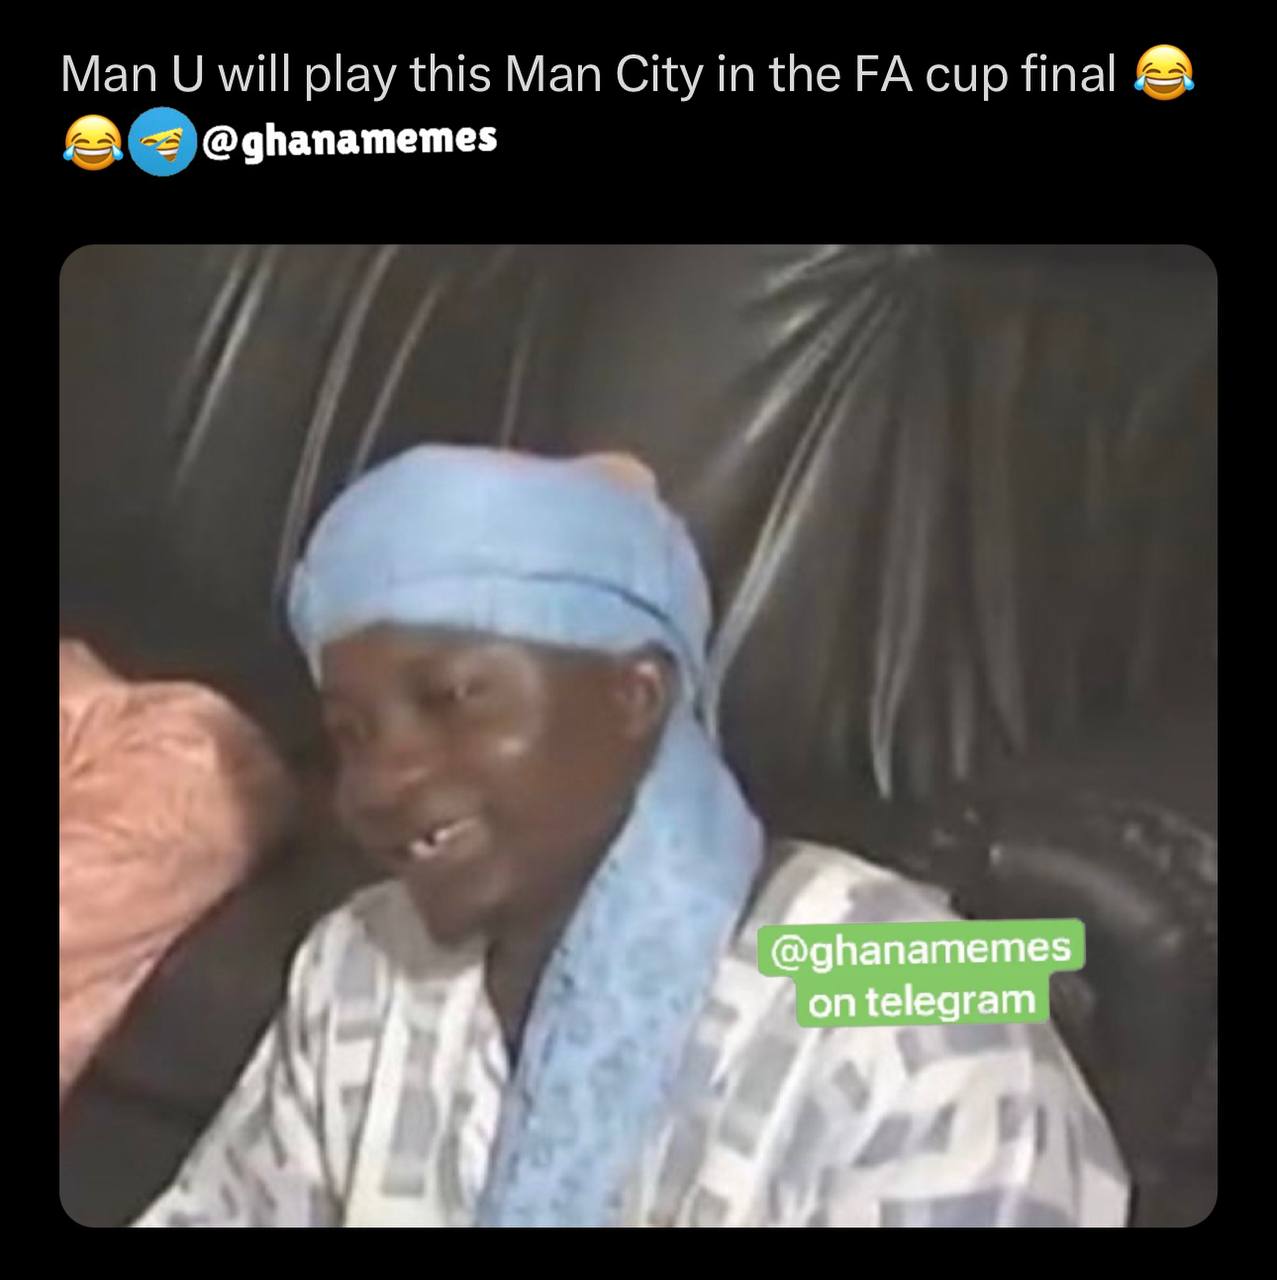 Man U will play this Man City in the FA cup final 😂
😂 @ghanamemes
@ghanamemes
on telegram